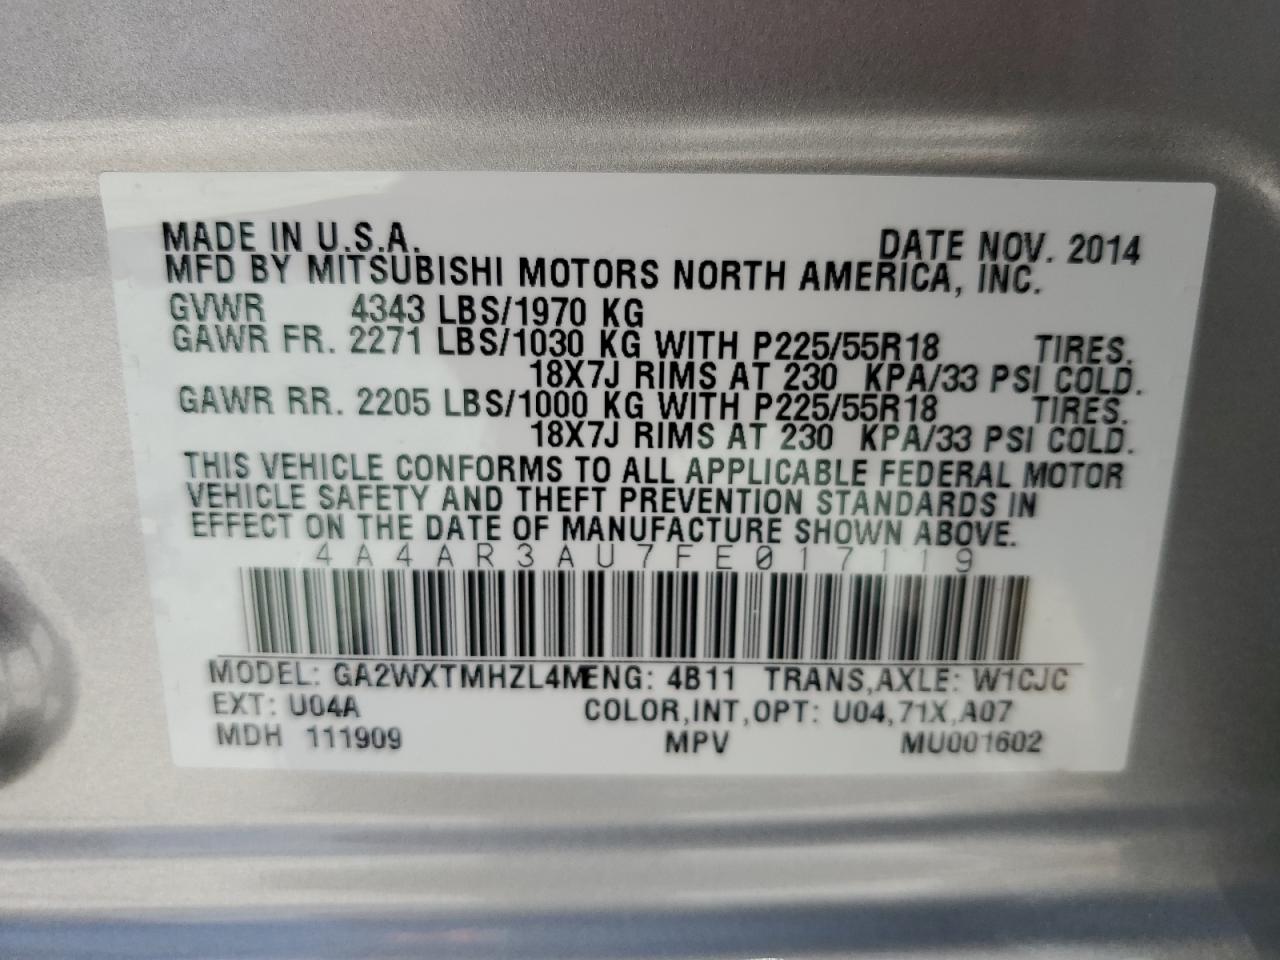 MADE IN U.S.A. DATE NOV. 2014
MFD BY MITSUBISHI MOTORS NORTH AMERICA, INC.
GVWR 4343 LBS/1970 KG
GAWR FR. 2271 LBS/1030 KG WITH P225/55R18 TIRES.
18X7J RIMS AT 230 KPA/33 PSI COLD.
GAWR RR. 2205 LBS/1000 KG WITH P225/55R18 TIRES.
18X7J RIMS AT 230 KPA/33 PSI COLD.
THIS VEHICLE CONFORMS TO ALL APPLICABLE FEDERAL MOTOR
VEHICLE SAFETY AND THEFT PREVENTION STANDARDS IN
EFFECT ON THE DATE OF MANUFACTURE SHOWN ABOVE.
4A4AR3AU7FE017119
MODEL: GA2WXTMHZL4MENG: 4B11 TRANS,AXLE: W1CJC
EXT: U04A COLOR,INT,OPT: U04,71X,A07
MDH 111909 MPV MU001602